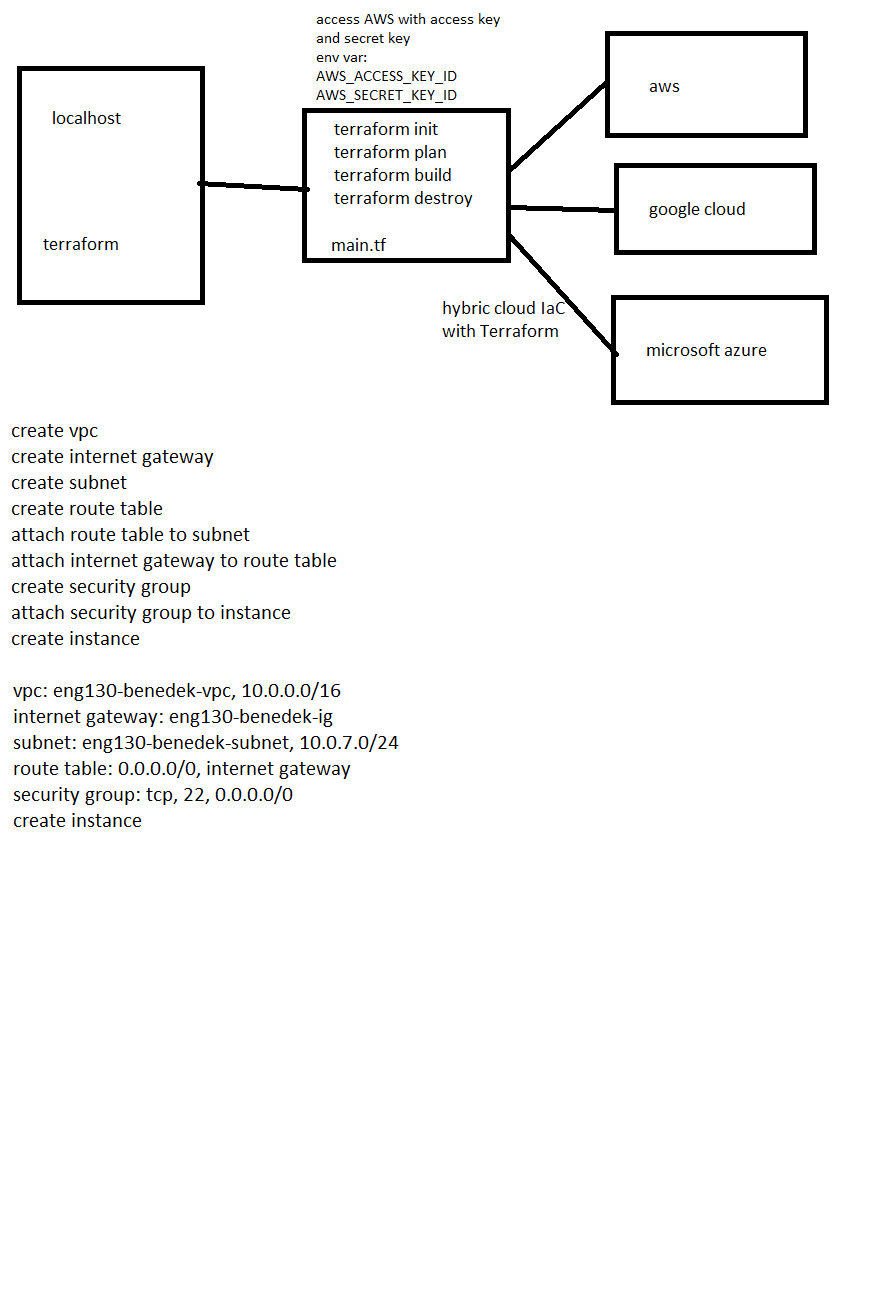 access AWS with access key
and secret key
env var:
AWS_ACCESS_KEY_ID
AWS_SECRET_KEY_ID
localhost
terraform
terraform init
terraform plan
terraform build
terraform destroy
main.tf
aws
google cloud
microsoft azure
hybric cloud IaC
with Terraform
create vpc
create internet gateway
create subnet
create route table
attach route table to subnet
attach internet gateway to route table
create security group
attach security group to instance
create instance
vpc: eng130-benedek-vpc, 10.0.0.0/16
internet gateway: eng130-benedek-ig
subnet: eng130-benedek-subnet, 10.0.7.0/24
route table: 0.0.0.0/0, internet gateway
security group: tcp, 22, 0.0.0.0/0
create instance